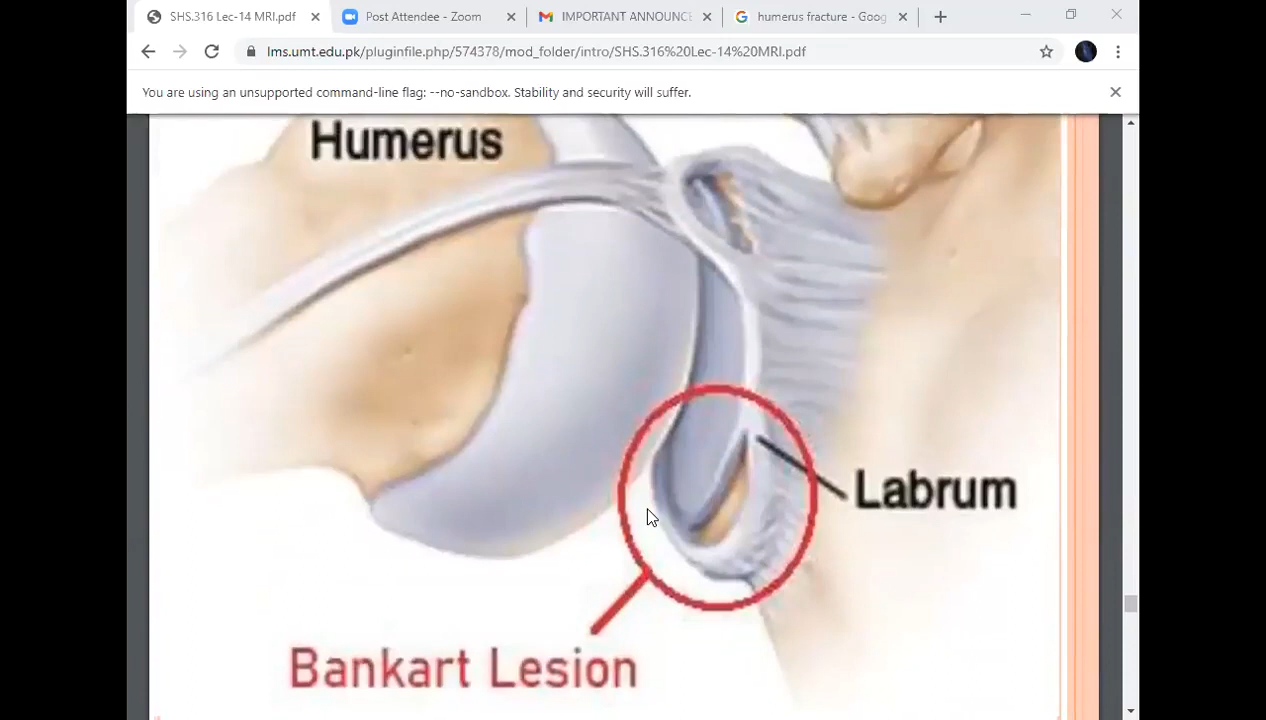 SHS.316 Lec-14 MRI.pdf
Post Attendee - Zoom
IMPORTANT ANNOUNC
humerus fracture - Goog
lms.umt.edu.pk/pluginfile.php/574378/mod_folder/intro/SHS.316%20Lec-14%20MRI.pdf
You are using an unsupported command-line flag: --no-sandbox. Stability and security will suffer.
Humerus
Labrum
Bankart Lesion